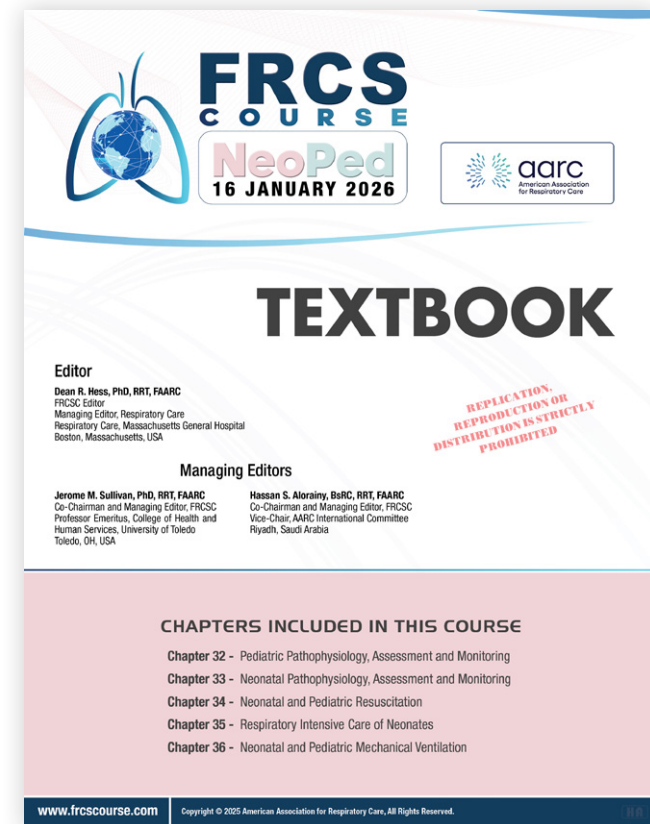 FRCS
COURSE
NeoPed
16 JANUARY 2026
aarc
American Association
for Respiratory Care
TEXTBOOK
Editor
Dean R. Hess, PhD, RRT, FAARC
FRCSC Editor
Managing Editor, Respiratory Care
Respiratory Care, Massachusetts General Hospital
Boston, Massachusetts, USA
REPLICATION,
REPRODUCTION OR
DISTRIBUTION IS STRICTLY
PROHIBITED
Managing Editors
Jerome M. Sullivan, PhD, RRT, FAARC
Co-Chairman and Managing Editor, FRCSC
Professor Emeritus, College of Health and
Human Services, University of Toledo
Toledo, OH, USA
Hassan S. Alorainy, BsRC, RRT, FAARC
Co-Chairman and Managing Editor, FRCSC
Vice-Chair, AARC International Committee
Riyadh, Saudi Arabia
CHAPTERS INCLUDED IN THIS COURSE
Chapter 32 - Pediatric Pathophysiology, Assessment and Monitoring
Chapter 33 - Neonatal Pathophysiology, Assessment and Monitoring
Chapter 34 - Neonatal and Pediatric Resuscitation
Chapter 35 - Respiratory Intensive Care of Neonates
Chapter 36 - Neonatal and Pediatric Mechanical Ventilation
www.frcscourse.com
Copyright © 2025 American Association for Respiratory Care, All Rights Reserved.